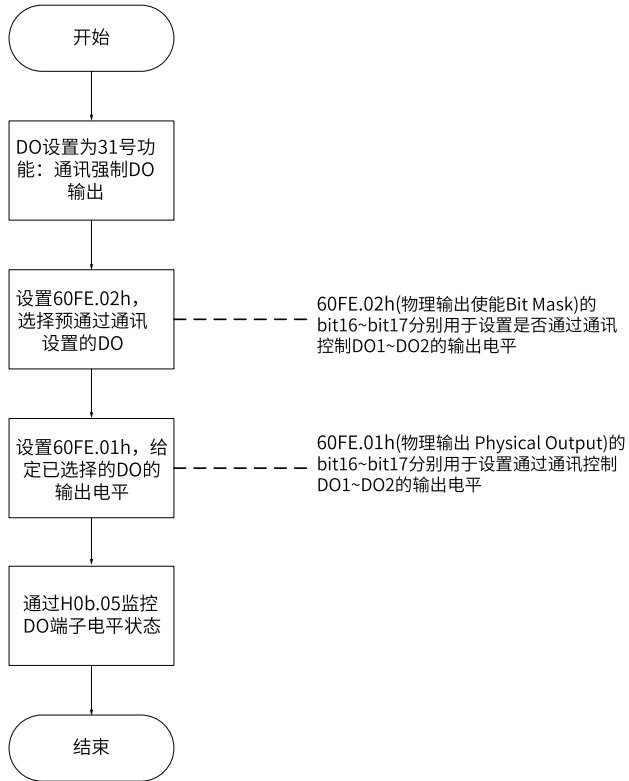 开始
DO设置为31号功
能：通讯强制DO
输出
设置60FE.02h，
选择预通过通讯
设置的DO
60FE.02h(物理输出使能Bit Mask)的
bit16~bit17分别用于设置是否通过通讯
控制DO1~DO2的输出电平
设置60FE.01h，给
定已选择的DO的
输出电平
60FE.01h(物理输出 Physical Output)的
bit16~bit17分别用于设置通过通讯控制
DO1~DO2的输出电平
通过H0b.05监控
DO端子电平状态
结束